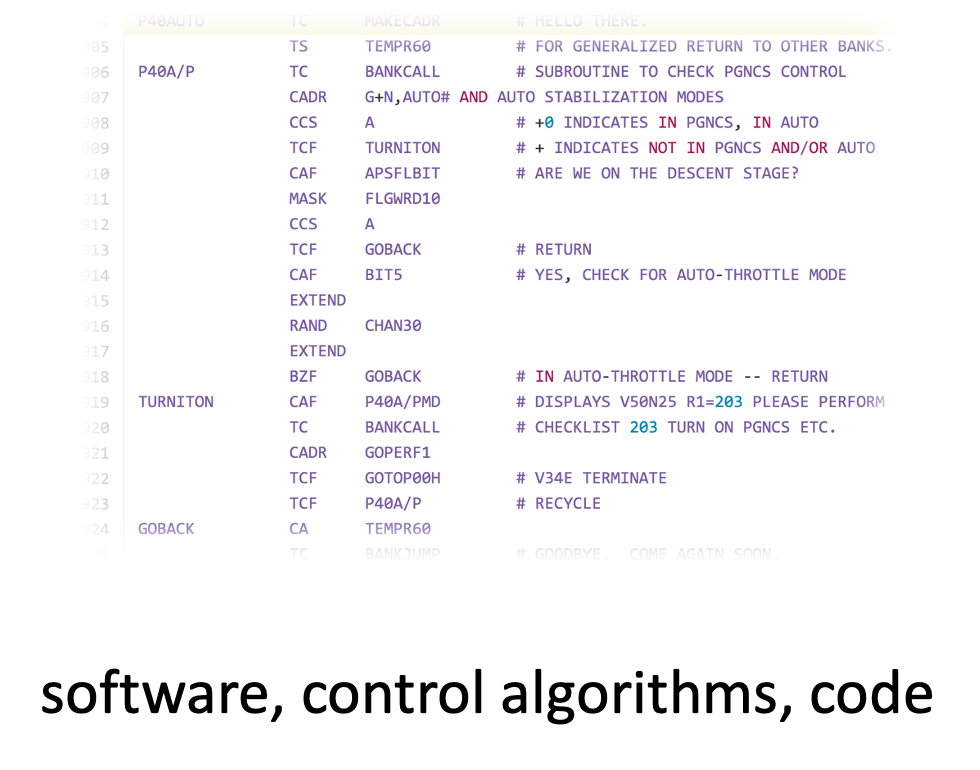 P40AUTO TC MAKECADR # HELLO THERE.
905 TS TEMPR60 # FOR GENERALIZED RETURN TO OTHER BANKS.
906 P40A/P TC BANKCALL # SUBROUTINE TO CHECK PGNCS CONTROL
907 CADR G+N,AUTO# AND AUTO STABILIZATION MODES
908 CCS A # +0 INDICATES IN PGNCS, IN AUTO
909 TCF TURNITON # + INDICATES NOT IN PGNCS AND/OR AUTO
910 CAF APSFLBIT # ARE WE ON THE DESCENT STAGE?
911 MASK FLGWRD10
912 CCS A
913 TCF GOBACK # RETURN
914 CAF BIT5 # YES, CHECK FOR AUTO-THROTTLE MODE
915 EXTEND
916 RAND CHAN30
917 EXTEND
918 BZF GOBACK # IN AUTO-THROTTLE MODE -- RETURN
919 TURNITON CAF P40A/PMD # DISPLAYS V50N25 R1=203 PLEASE PERFORM
920 TC BANKCALL # CHECKLIST 203 TURN ON PGNCS ETC.
921 CADR GOPERF1
922 TCF GOTOP00H # V34E TERMINATE
923 TCF P40A/P # RECYCLE
924 GOBACK CA TEMPR60
TC BANKJUMP # GOODBYE. COME AGAIN SOON.
software, control algorithms, code